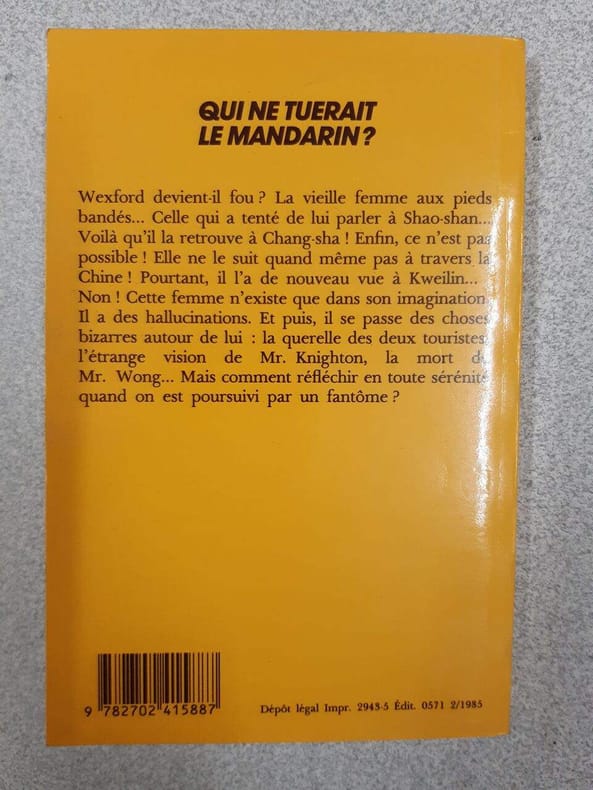 QUI NE TUERAIT
LE MANDARIN ?
Wexford devient-il fou ? La vieille femme aux pieds
bandés... Celle qui a tenté de lui parler à Shao-shan...
Voilà qu'il la retrouve à Chang-sha ! Enfin, ce n'est pas
possible ! Elle ne le suit quand même pas à travers la
Chine ! Pourtant, il l'a de nouveau vue à Kweilin...
Non ! Cette femme n'existe que dans son imagination.
Il a des hallucinations. Et puis, il se passe des choses
bizarres autour de lui : la querelle des deux touristes,
l'étrange vision de Mr. Knighton, la mort de
Mr. Wong... Mais comment réfléchir en toute sérénité
quand on est poursuivi par un fantôme ?
9 782702 415887
Dépôt légal Impr. 2943-5 Édit. 0571 2/1985